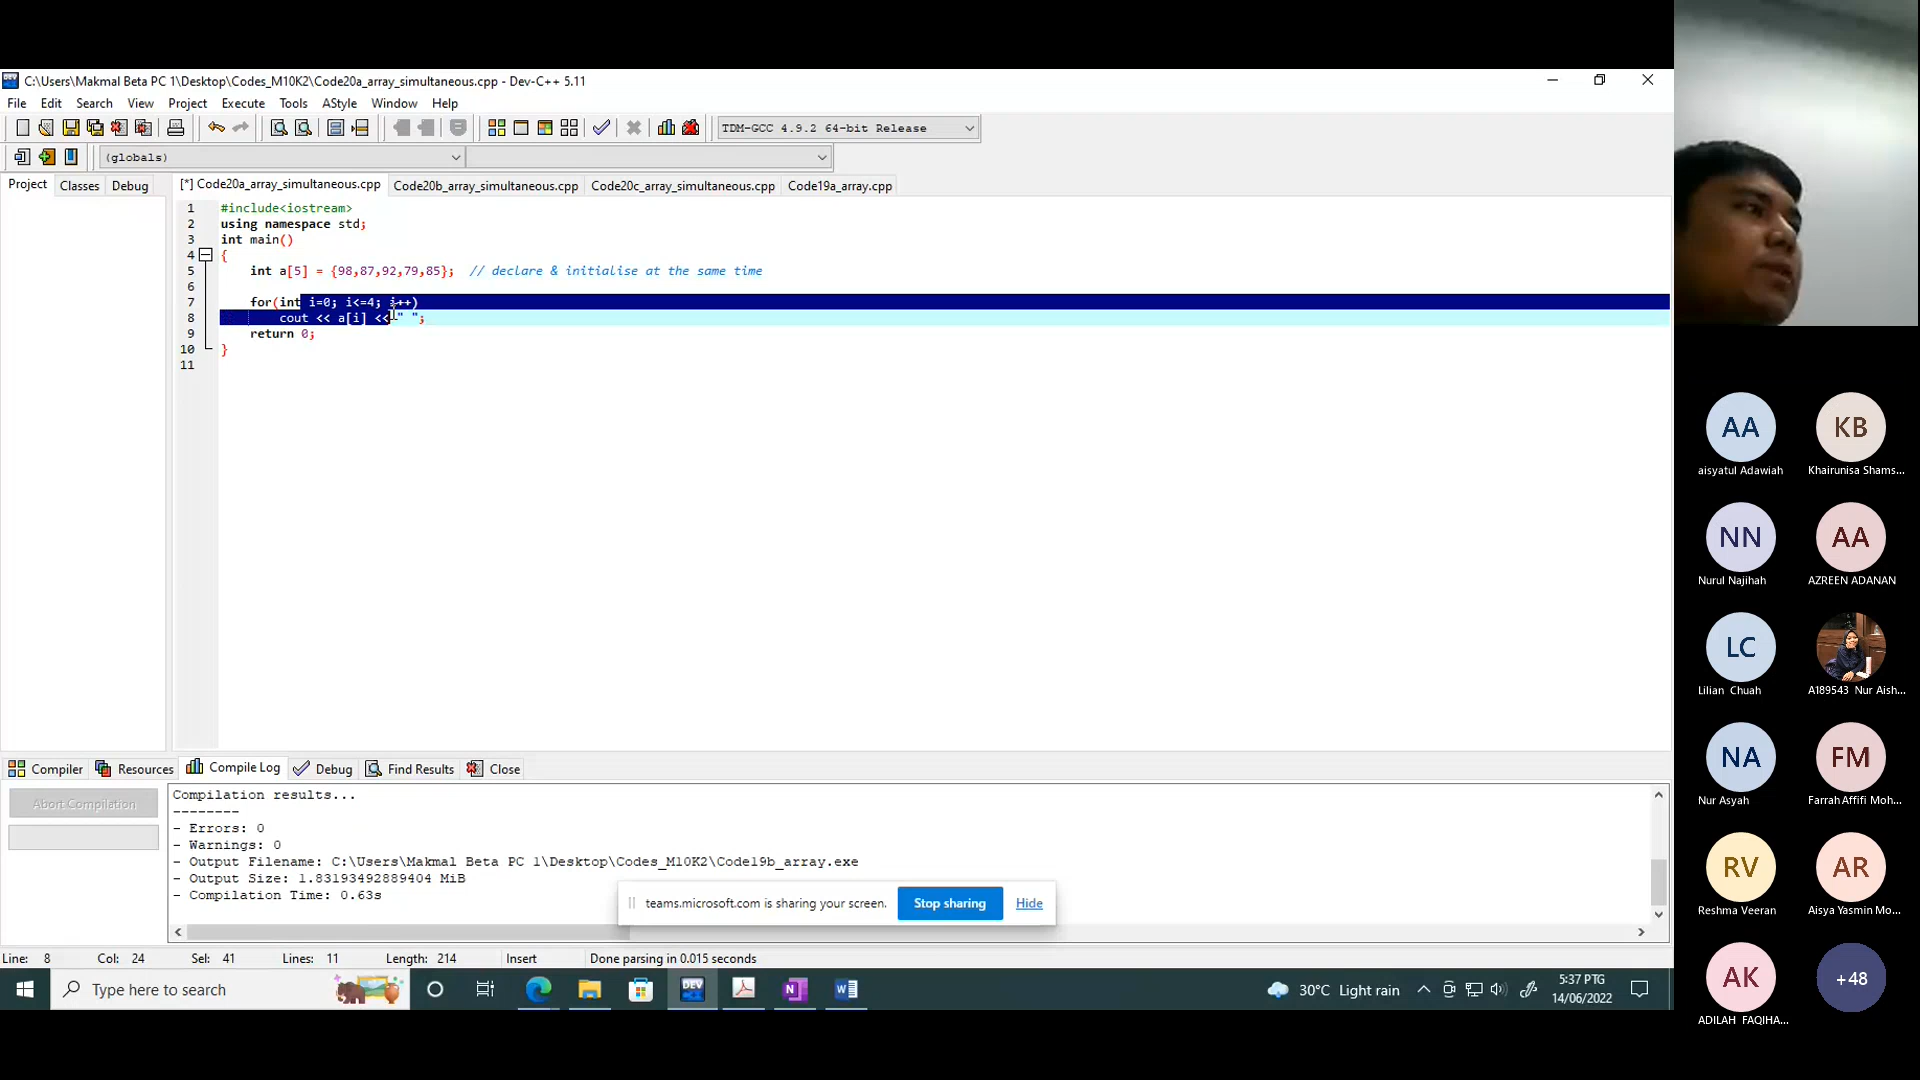 C:\Users\Makmal Beta PC 1\Desktop\Codes_M10K2\Code20a_array_simultaneous.cpp - Dev-C++ 5.11
File Edit Search View Project Execute Tools AStyle Window Help
TDM-GCC 4.9.2 64-bit Release
(globals)
Project Classes Debug
[*] Code20a_array_simultaneous.cpp Code20b_array_simultaneous.cpp Code20c_array_simultaneous.cpp Code19a_array.cpp
1 #include<iostream>
2 using namespace std;
3 int main()
4 {
5 int a[5] = {98,87,92,79,85}; // declare & initialise at the same time
6
7 for(int i=0; i<=4; i++)
8 cout << a[i] << " ";
9 return 0;
10 }
11
Compiler Resources Compile Log Debug Find Results Close
Abort Compilation
Compilation results...
--------
- Errors: 0
- Warnings: 0
- Output Filename: C:\Users\Makmal Beta PC 1\Desktop\Codes_M10K2\Code19b_array.exe
- Output Size: 1.83193492889404 MiB
- Compilation Time: 0.63s
teams.microsoft.com is sharing your screen. Stop sharing Hide
Line: 8 Col: 24 Sel: 41 Lines: 11 Length: 214 Insert Done parsing in 0.015 seconds
Type here to search
DEV
30°C Light rain
5:37 PTG
14/06/2022
AA KB
aisyatul Adawiah Khairunisa Shams...
NN AA
Nurul Najihah AZREEN ADANAN
LC
Lilian Chuah A189543 Nur Aish...
NA FM
Nur Asyah Farrah Affifi Moh...
RV AR
Reshma Veeran Aisya Yasmin Mo...
AK +48
ADILAH FAQIHA...